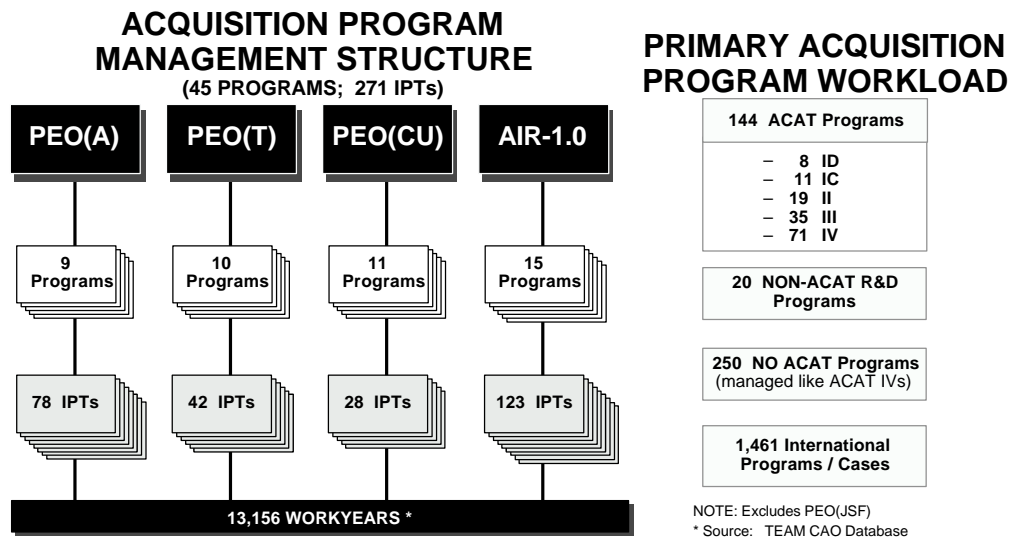 ACQUISITION PROGRAM
MANAGEMENT STRUCTURE
(45 PROGRAMS; 271 IPTs)
PEO(A)
PEO(T)
PEO(CU)
AIR-1.0
9
Programs
10
Programs
11
Programs
15
Programs
78 IPTs
42 IPTs
28 IPTs
123 IPTs
13,156 WORKYEARS *
PRIMARY ACQUISITION
PROGRAM WORKLOAD
144 ACAT Programs
– 8 ID
– 11 IC
– 19 II
– 35 III
– 71 IV
20 NON-ACAT R&D
Programs
250 NO ACAT Programs
(managed like ACAT IVs)
1,461 International
Programs / Cases
NOTE: Excludes PEO(JSF)
* Source: TEAM CAO Database